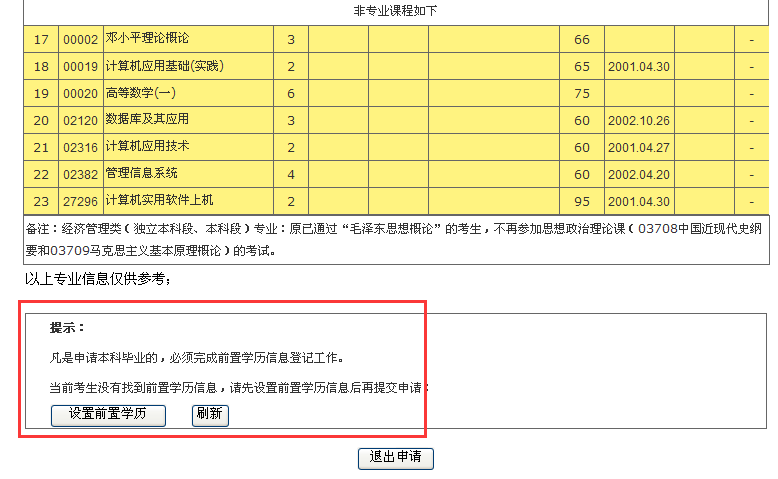 非专业课程如下
17 00002 邓小平理论概论 3 66 -
18 00019 计算机应用基础(实践) 2 65 2001.04.30 -
19 00020 高等数学(一) 6 75 -
20 02120 数据库及其应用 3 60 2002.10.26 -
21 02316 计算机应用技术 2 60 2001.04.27 -
22 02382 管理信息系统 4 60 2002.04.20 -
23 27296 计算机实用软件上机 2 95 2001.04.30 -
备注：经济管理类（独立本科段、本科段）专业：原已通过“毛泽东思想概论”的考生，不再参加思想政治理论课（03708中国近现代史纲
要和03709马克思主义基本原理概论）的考试。
以上专业信息仅供参考；
提示：
凡是申请本科毕业的，必须完成前置学历信息登记工作。
当前考生没有找到前置学历信息，请先设置前置学历信息后再提交申请：
设置前置学历 刷新
退出申请